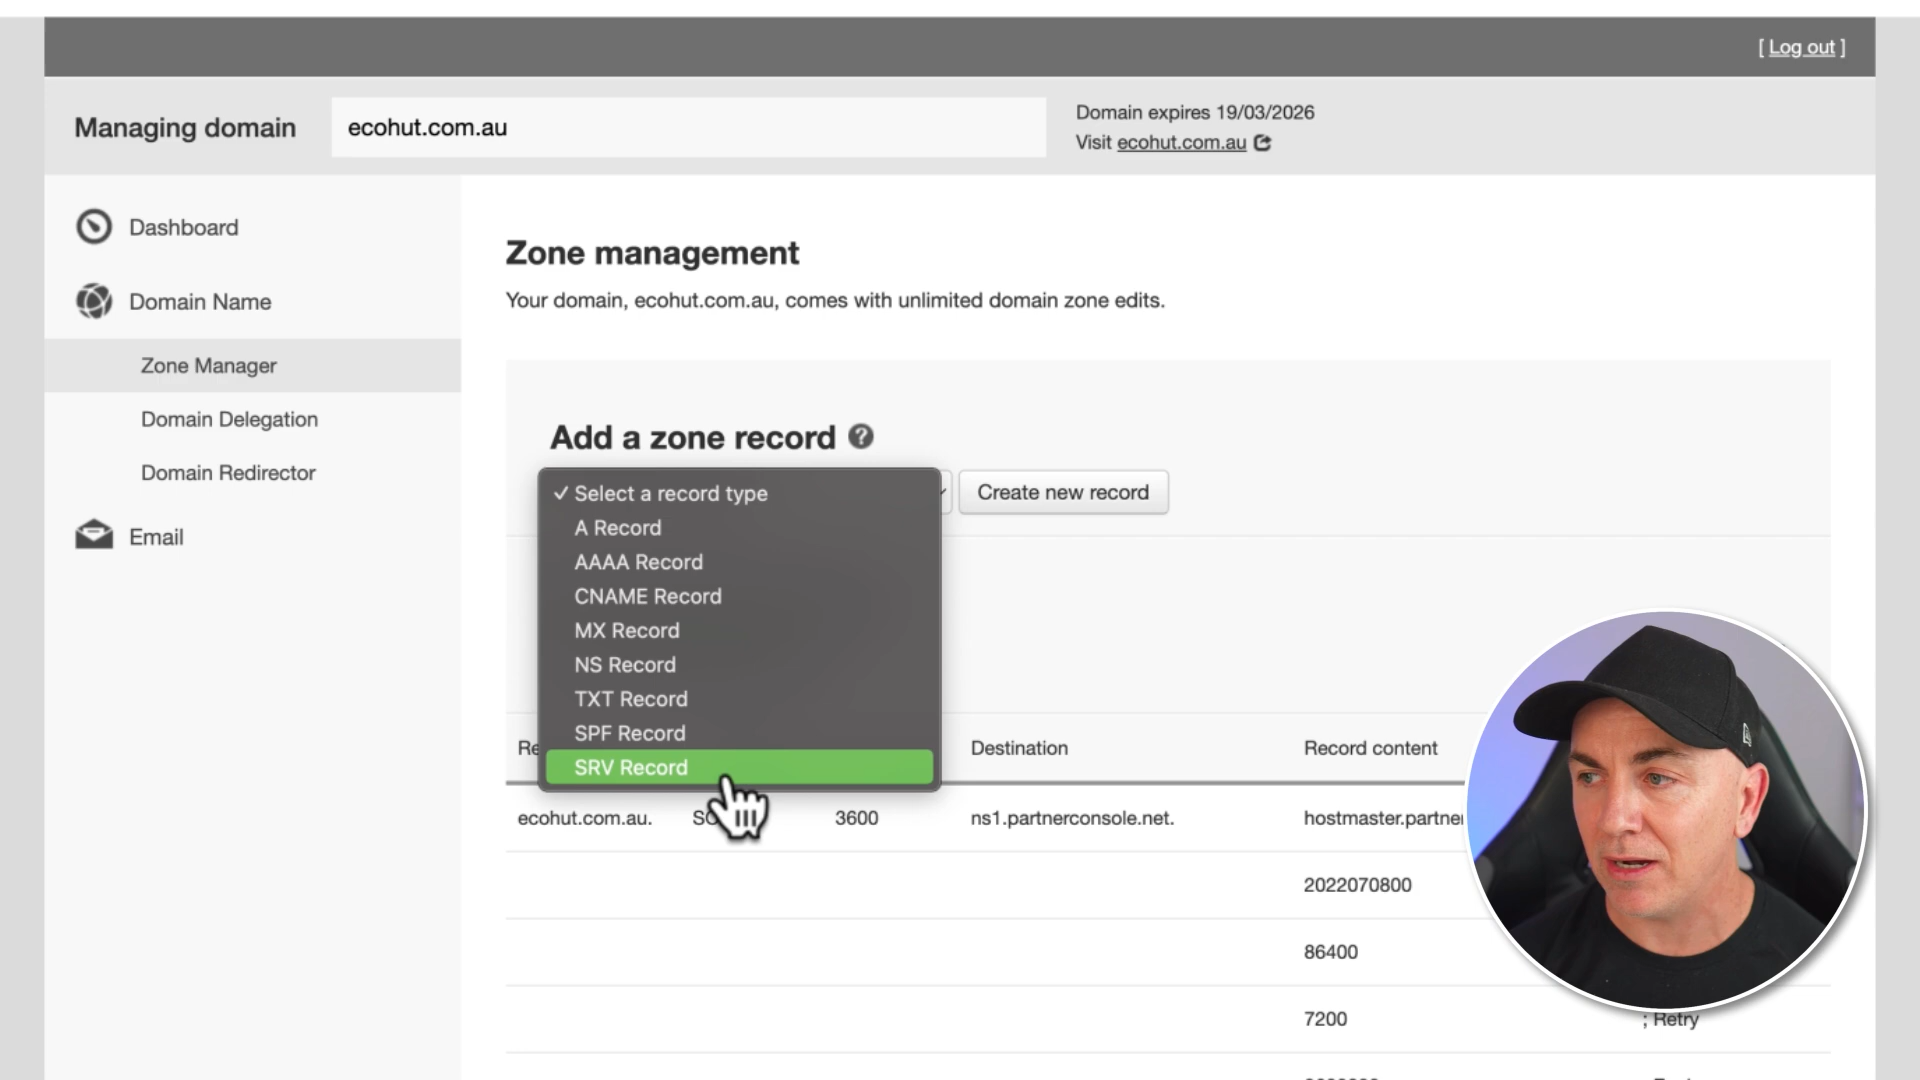 [ Log out ]
Managing domain
ecohut.com.au
Domain expires 19/03/2026
Visit ecohut.com.au
Dashboard
Domain Name
Zone Manager
Domain Delegation
Domain Redirector
Email
Zone management
Your domain, ecohut.com.au, comes with unlimited domain zone edits.
Add a zone record ?
✓ Select a record type
A Record
AAAA Record
CNAME Record
MX Record
NS Record
TXT Record
SPF Record
SRV Record
Create new record
Re Destination Record content
ecohut.com.au. 3600 ns1.partnerconsole.net. hostmaster.partner
2022070800
86400
7200 ; Retry